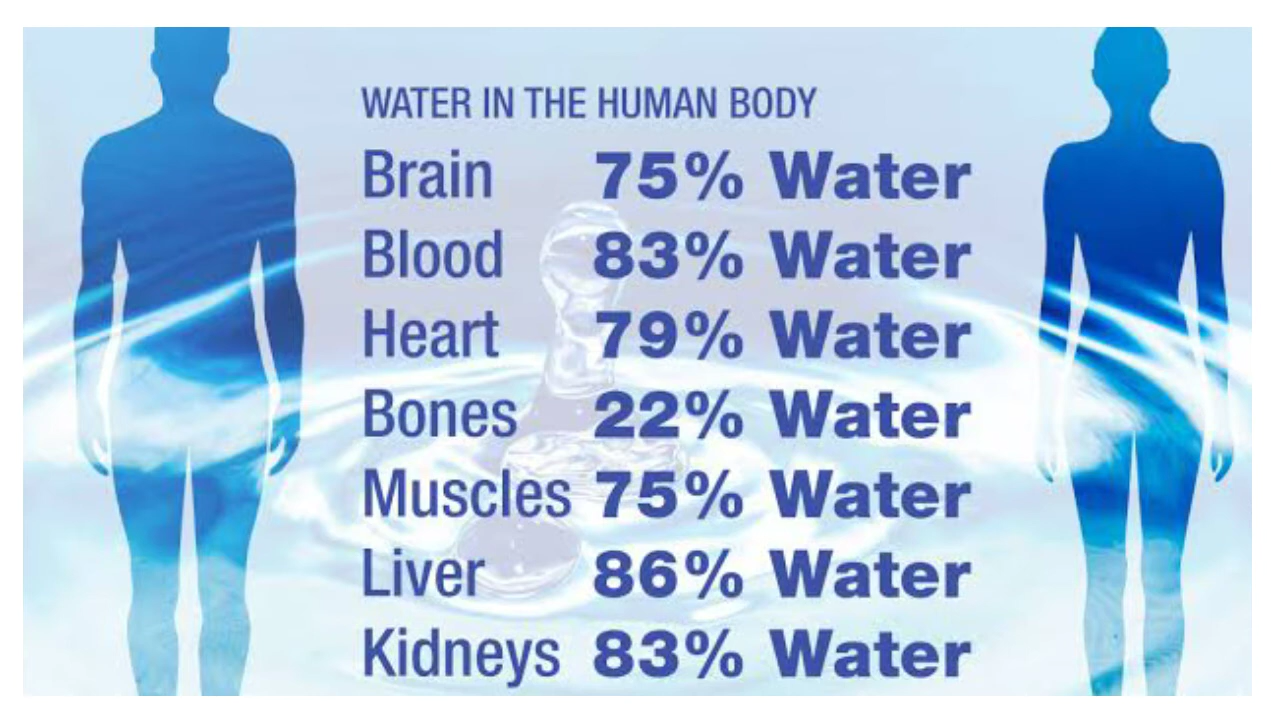 WATER IN THE HUMAN BODY
Brain 75% Water
Blood 83% Water
Heart 79% Water
Bones 22% Water
Muscles 75% Water
Liver 86% Water
Kidneys 83% Water